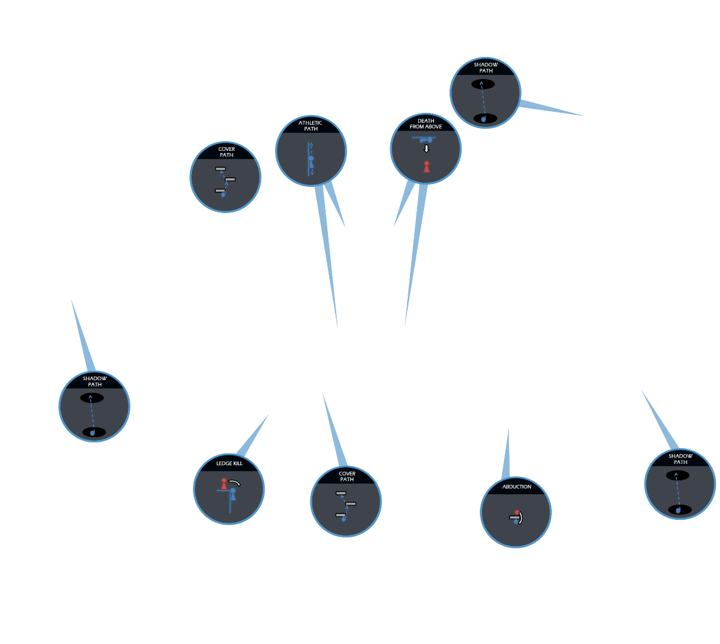 SHADOW
PATH
ATHLETIC
PATH
DEATH
FROM ABOVE
COVER
PATH
SHADOW
PATH
LEDGE KILL
COVER
PATH
ABDUCTION
SHADOW
PATH